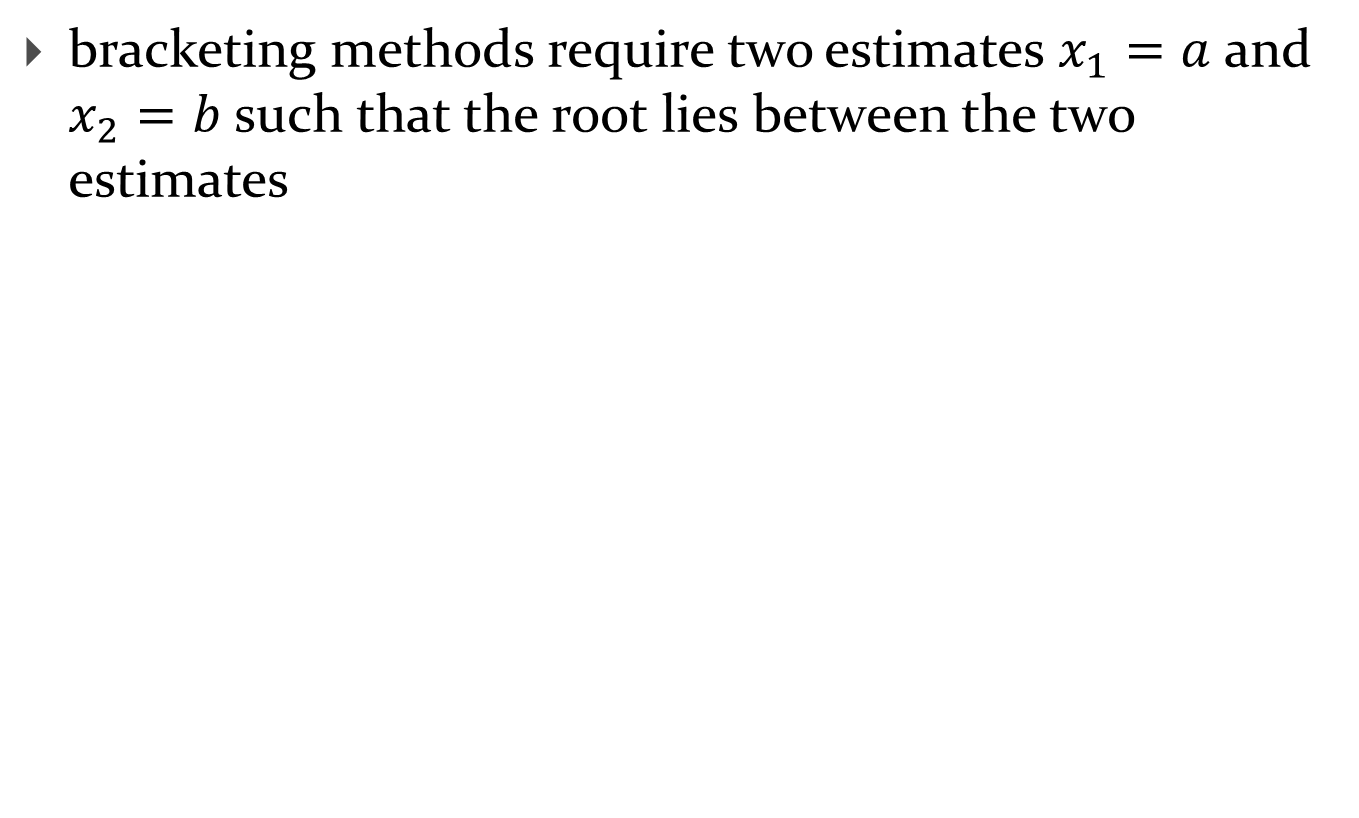 bracketing methods require two estimates x₁ = a and
x₂ = b such that the root lies between the two
estimates